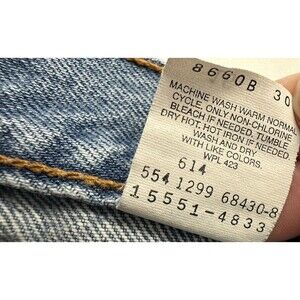 8660B 30
MACHINE WASH WARM NORMAL
CYCLE. ONLY NON-CHLORINE
BLEACH IF NEEDED. TUMBLE
DRY HOT, HOT IRON IF NEEDED.
WASH AND DRY
WITH LIKE COLORS.
WPL 423
614
554 1299 68430-8
15551-4833